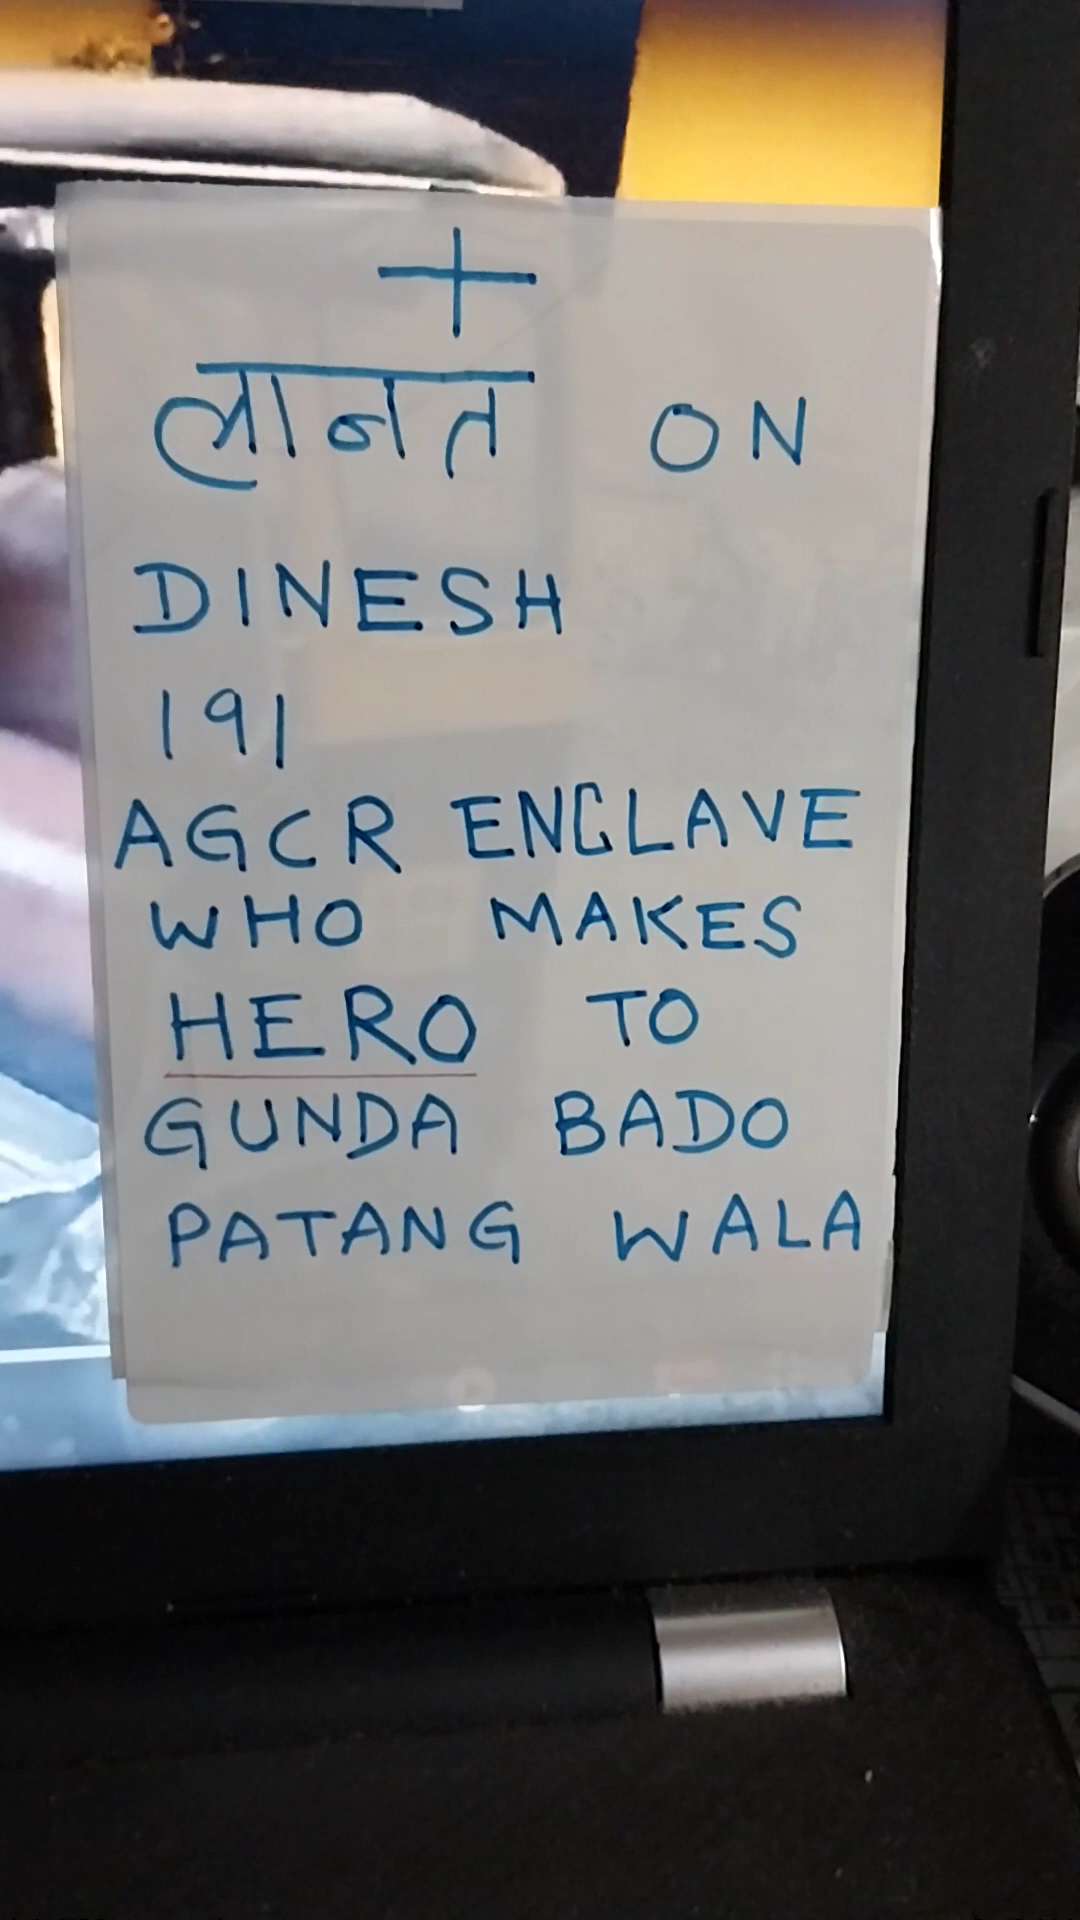 +
लानत ON
DINESH
191
AGCR ENCLAVE
WHO MAKES
HERO TO
GUNDA BADO
PATANG WALA